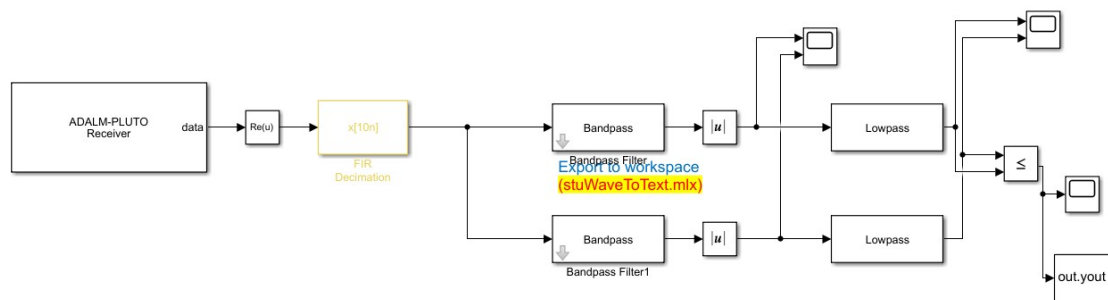 ADALM-PLUTO
Receiver
data
Re(u)
x[10n]
FIR
Decimation
Bandpass
Bandpass Filter
|u|
Lowpass
Export to workspace
(stuWaveToText.mlx)
≤
Bandpass
Bandpass Filter1
|u|
Lowpass
out.yout